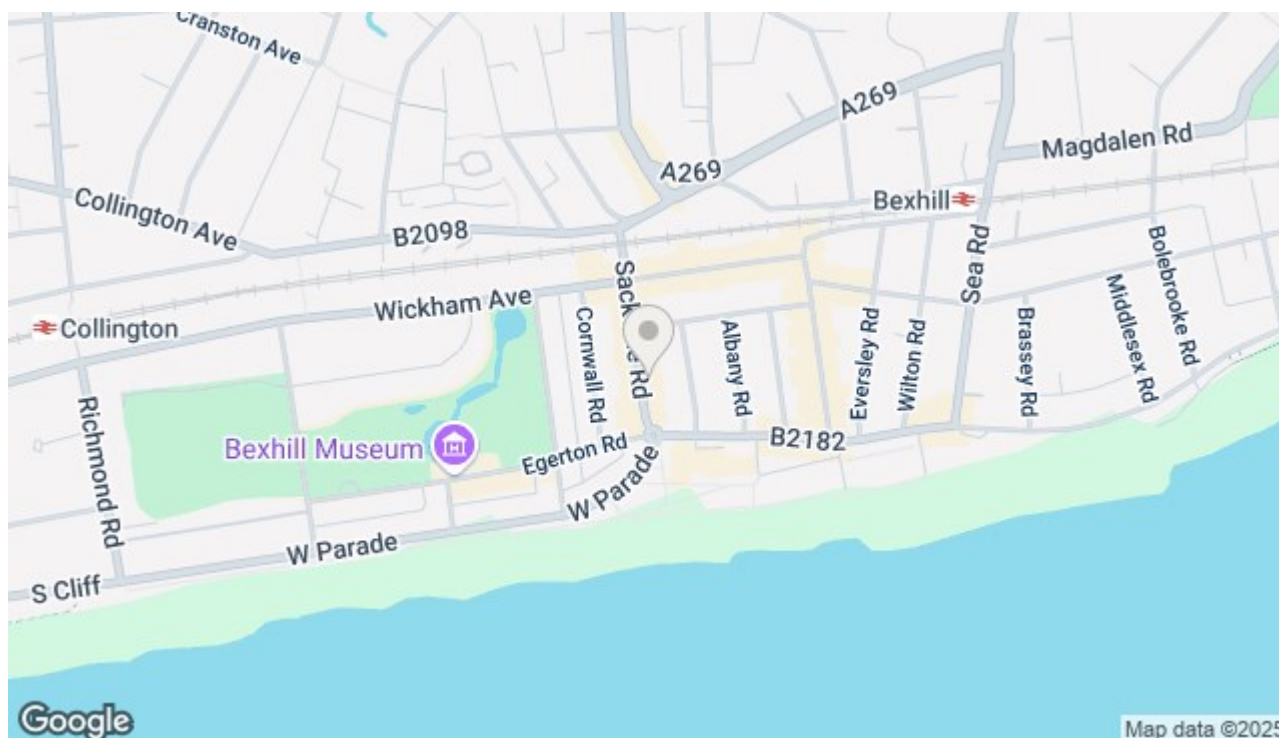 Cranston Ave
A269
A269
Magdalen Rd
Collington Ave
B2098
Bexhill
Sea Rd
Bolebrooke Rd
Middlesex Rd
Wickham Ave
Collington
Cornwall Rd
Rd
Albany Rd
Eversley Rd
Wilton Rd
Brassey Rd
Richmond Rd
Bexhill Museum
Egerton Rd
B2182
W Parade
W Parade
S Cliff
Google
Map data ©2025